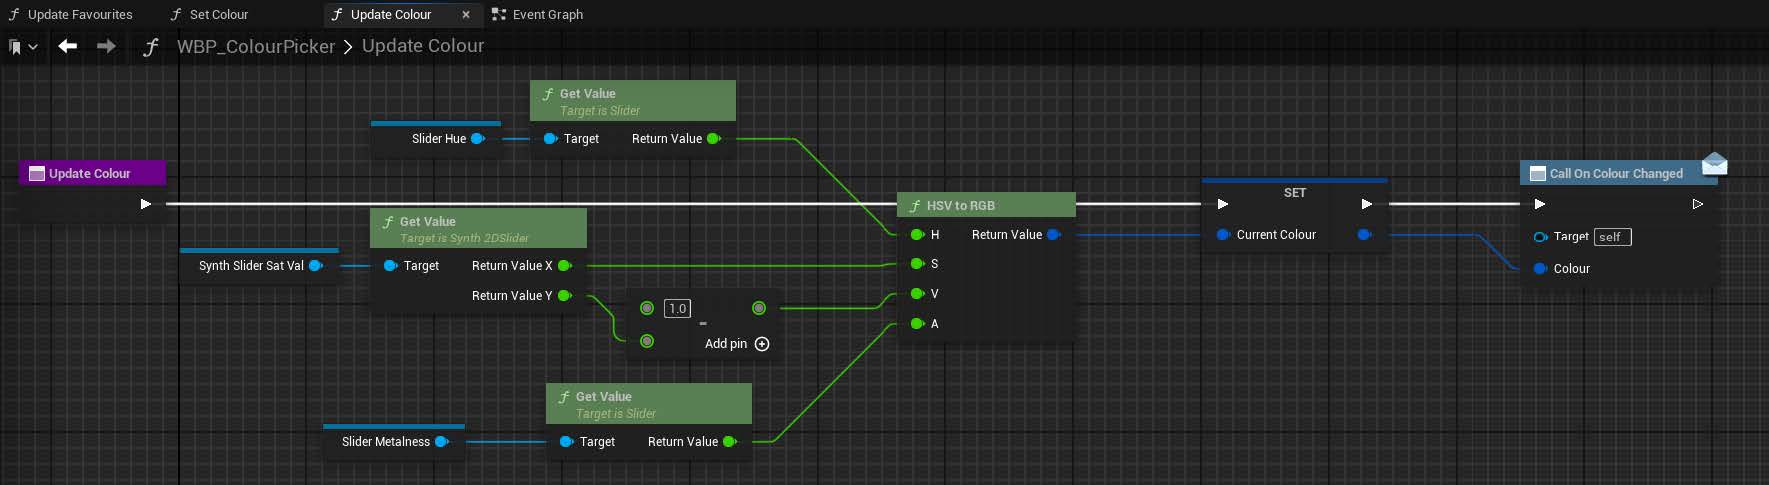 Update Favourites
Set Colour
Update Colour
Event Graph
WBP_ColourPicker > Update Colour
Get Value
Target is Slider
Slider Hue
Target
Return Value
Update Colour
Get Value
Target is Synth 2DSlider
Synth Slider Sat Val
Target
Return Value X
Return Value Y
1.0
-
Add pin
HSV to RGB
H
Return Value
S
V
A
Get Value
Target is Slider
Slider Metalness
Target
Return Value
SET
Current Colour
Call On Colour Changed
Target
self
Colour